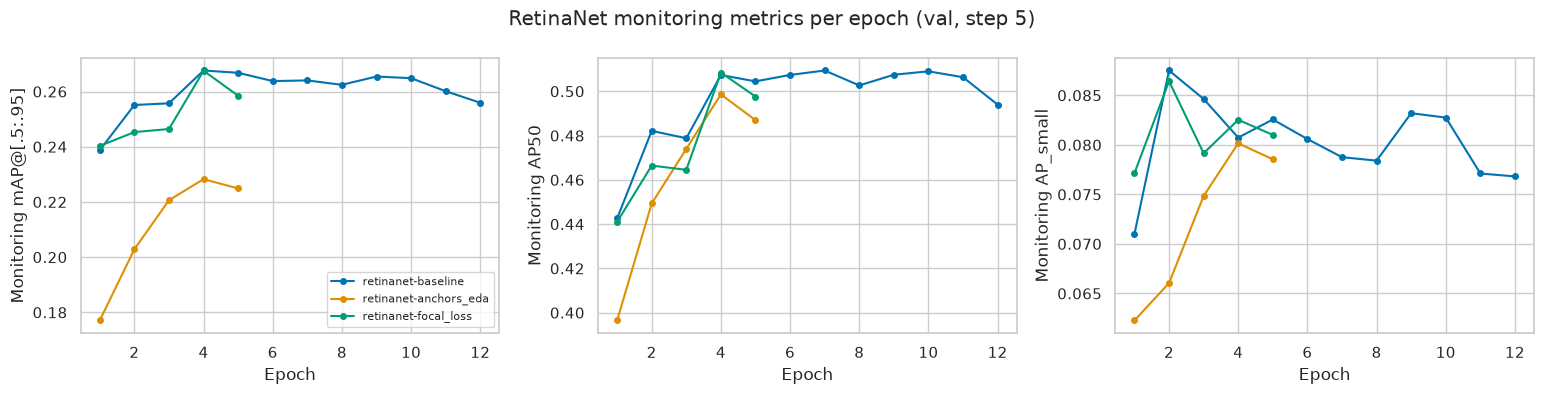 RetinaNet monitoring metrics per epoch (val, step 5)
Monitoring mAP@[.5:.95]
0.26
0.24
0.22
0.20
0.18
2 4 6 8 10 12
Epoch
retinanet-baseline
retinanet-anchors_eda
retinanet-focal_loss
Monitoring AP50
0.50
0.48
0.46
0.44
0.42
0.40
2 4 6 8 10 12
Epoch
Monitoring AP_small
0.085
0.080
0.075
0.070
0.065
2 4 6 8 10 12
Epoch